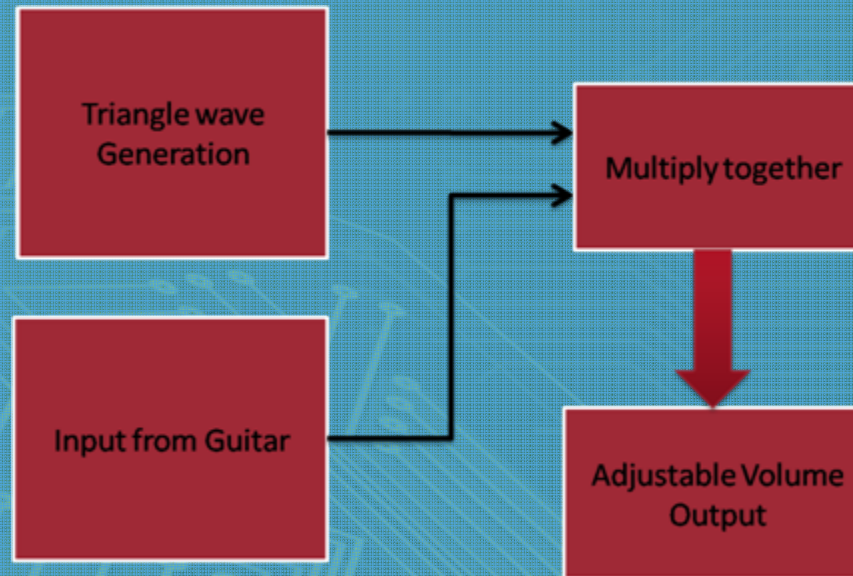 Triangle wave
Generation
Multiply together
Input from Guitar
Adjustable Volume
Output